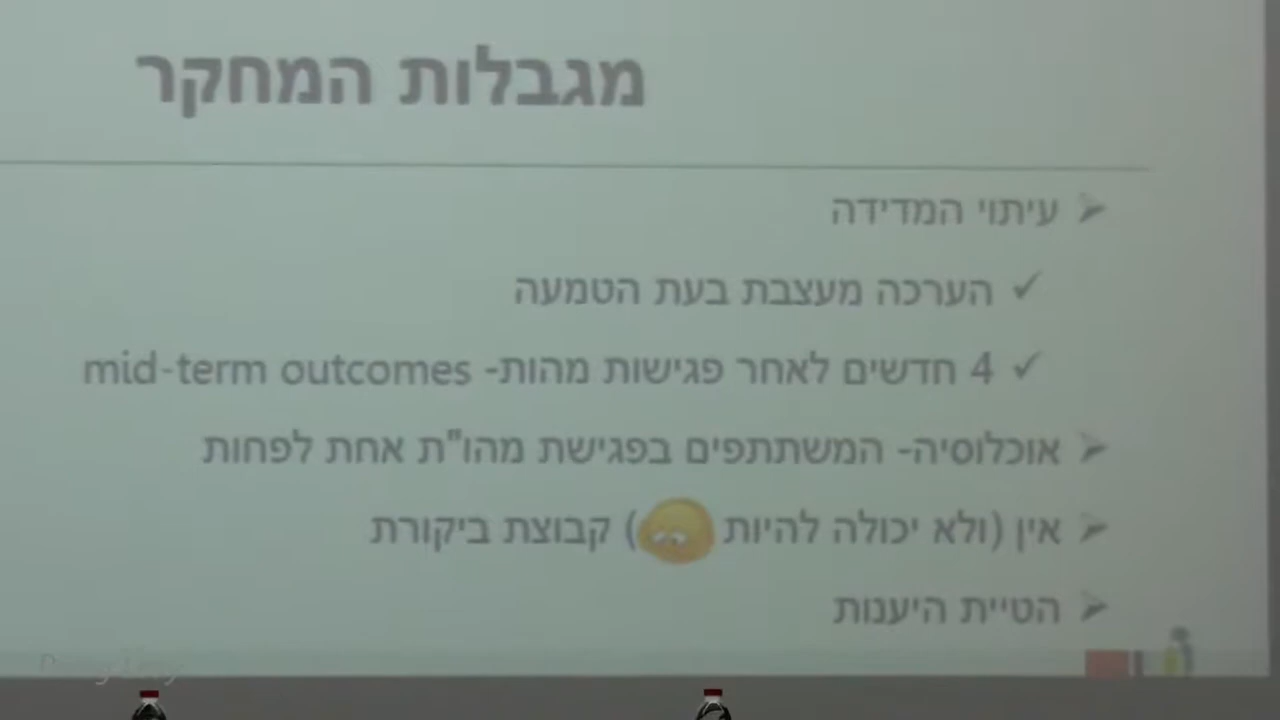 מגבלות המחקר
עיתוי המדידה
הערכה מעצבת בעת הטמעה
4 חדשים לאחר פגישות מהות- mid-term outcomes
אוכלוסיה- המשתתפים בפגישת מהו"ת אחת לפחות
אין (ולא יכולה להיות ) קבוצת ביקורת
הטיית היענות